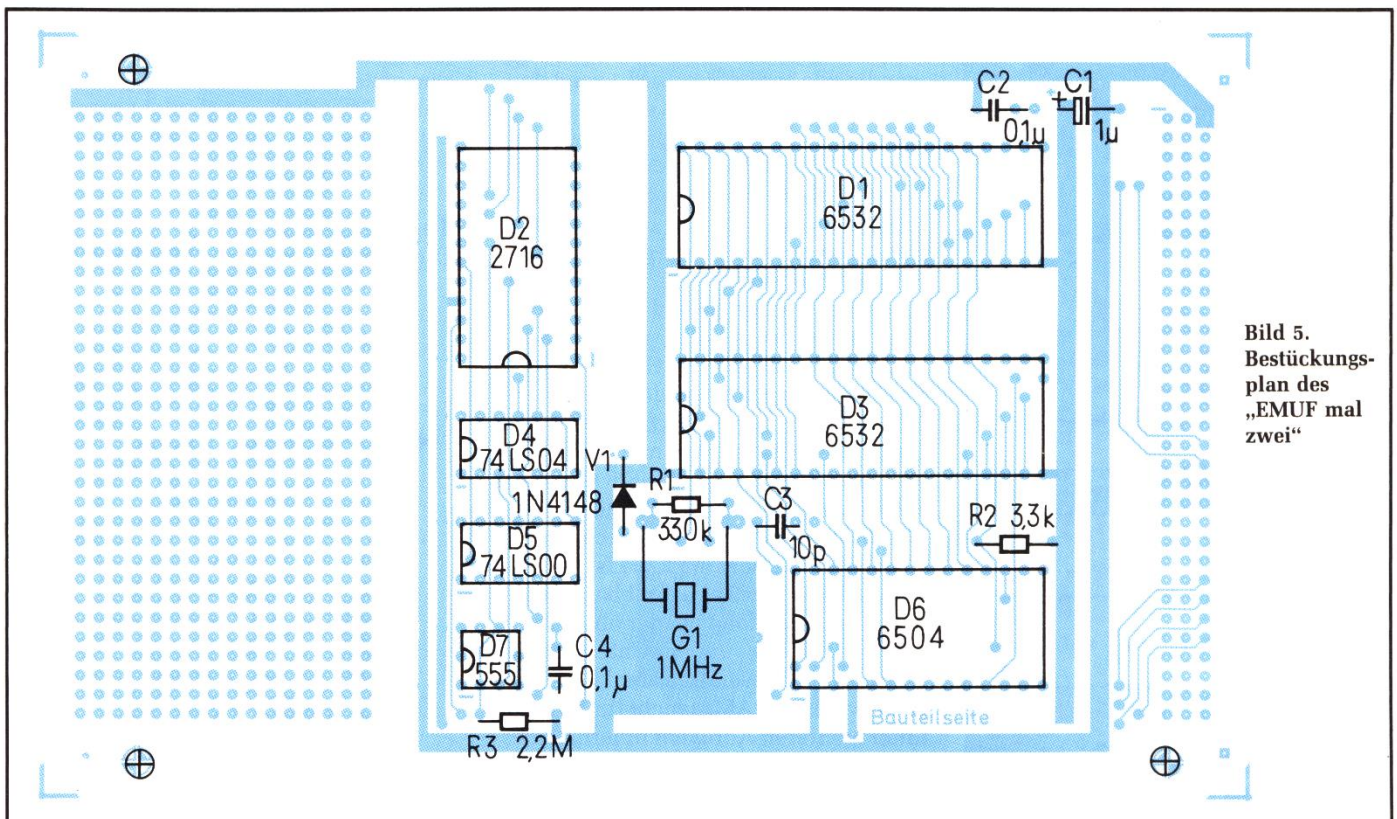 C2
0,1µ
C1
+
1µ
D1
6532
D2
2716
D3
6532
D4
74LS04
V1
1N4148
R1
330k
C3
10p
R2 3,3k
D5
74LS00
G1
1MHz
D6
6504
D7
555
C4
0,1µ
R3 2,2M
Bauteilseite
Bild 5.
Bestückungs-
plan des
„EMUF mal
zwei“